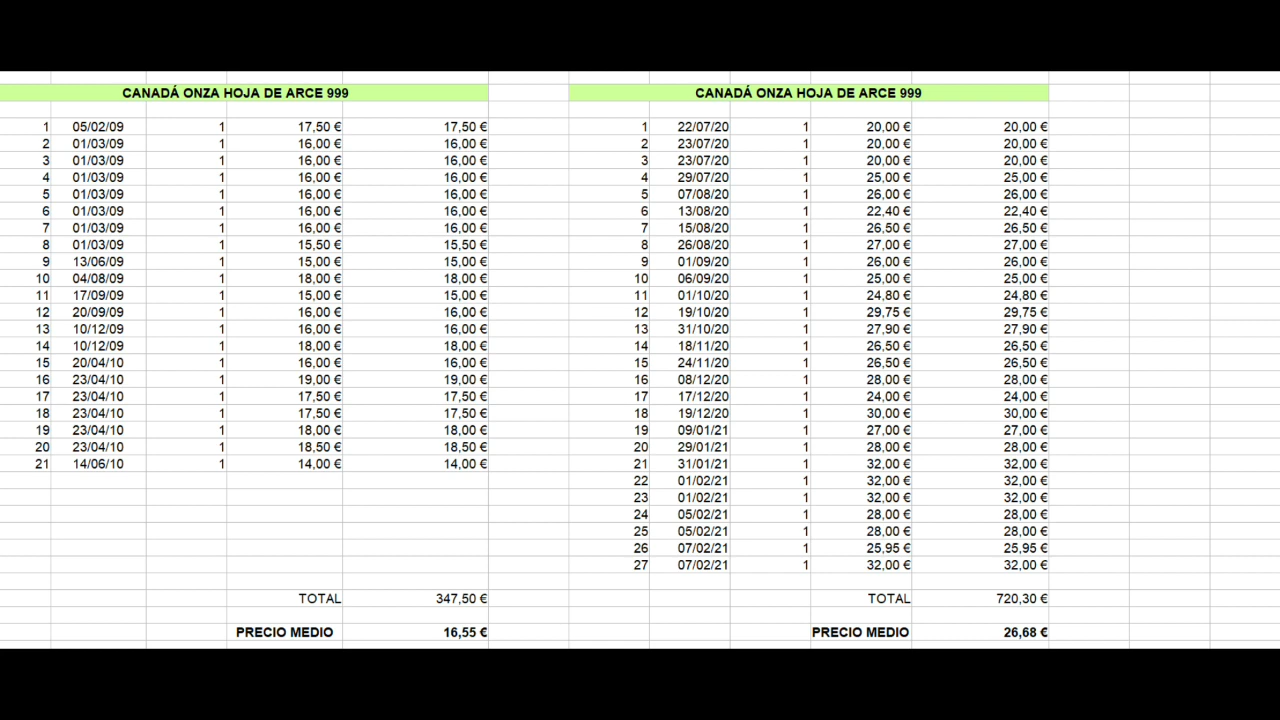 CANADÁ ONZA HOJA DE ARCE 999
1 05/02/09 1 17,50 € 17,50 €
2 01/03/09 1 16,00 € 16,00 €
3 01/03/09 1 16,00 € 16,00 €
4 01/03/09 1 16,00 € 16,00 €
5 01/03/09 1 16,00 € 16,00 €
6 01/03/09 1 16,00 € 16,00 €
7 01/03/09 1 16,00 € 16,00 €
8 01/03/09 1 15,50 € 15,50 €
9 13/06/09 1 15,00 € 15,00 €
10 04/08/09 1 18,00 € 18,00 €
11 17/09/09 1 15,00 € 15,00 €
12 20/09/09 1 16,00 € 16,00 €
13 10/12/09 1 16,00 € 16,00 €
14 10/12/09 1 18,00 € 18,00 €
15 20/04/10 1 16,00 € 16,00 €
16 23/04/10 1 19,00 € 19,00 €
17 23/04/10 1 17,50 € 17,50 €
18 23/04/10 1 17,50 € 17,50 €
19 23/04/10 1 18,00 € 18,00 €
20 23/04/10 1 18,50 € 18,50 €
21 14/06/10 1 14,00 € 14,00 €
TOTAL 347,50 €
PRECIO MEDIO 16,55 €
CANADÁ ONZA HOJA DE ARCE 999
1 22/07/20 1 20,00 € 20,00 €
2 23/07/20 1 20,00 € 20,00 €
3 23/07/20 1 20,00 € 20,00 €
4 29/07/20 1 25,00 € 25,00 €
5 07/08/20 1 26,00 € 26,00 €
6 13/08/20 1 22,40 € 22,40 €
7 15/08/20 1 26,50 € 26,50 €
8 26/08/20 1 27,00 € 27,00 €
9 01/09/20 1 26,00 € 26,00 €
10 06/09/20 1 25,00 € 25,00 €
11 01/10/20 1 24,80 € 24,80 €
12 19/10/20 1 29,75 € 29,75 €
13 31/10/20 1 27,90 € 27,90 €
14 18/11/20 1 26,50 € 26,50 €
15 24/11/20 1 26,50 € 26,50 €
16 08/12/20 1 28,00 € 28,00 €
17 17/12/20 1 24,00 € 24,00 €
18 19/12/20 1 30,00 € 30,00 €
19 09/01/21 1 27,00 € 27,00 €
20 29/01/21 1 28,00 € 28,00 €
21 31/01/21 1 32,00 € 32,00 €
22 01/02/21 1 32,00 € 32,00 €
23 01/02/21 1 32,00 € 32,00 €
24 05/02/21 1 28,00 € 28,00 €
25 05/02/21 1 28,00 € 28,00 €
26 07/02/21 1 25,95 € 25,95 €
27 07/02/21 1 32,00 € 32,00 €
TOTAL 720,30 €
PRECIO MEDIO 26,68 €